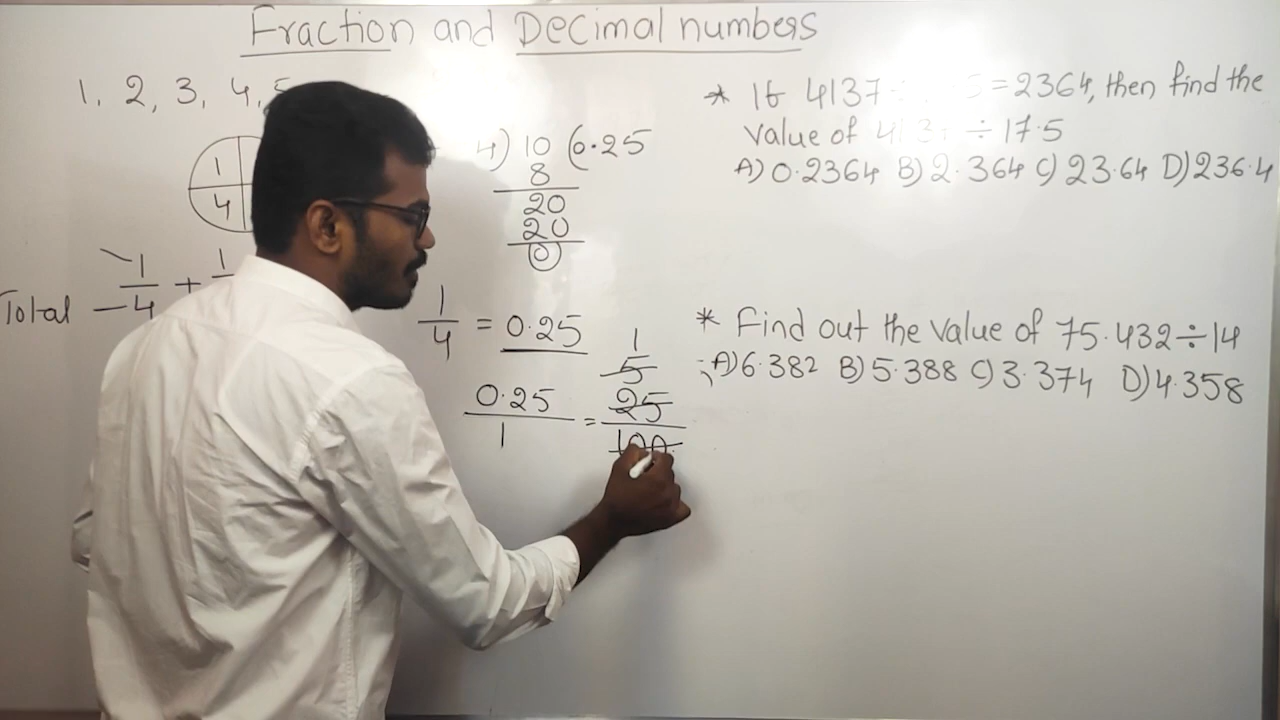 Fraction and Decimal numbers
1, 2, 3, 4, 5
1
4
1/4 + 1
Total
4) 10 (0.25
8
20
20
0
1/4 = 0.25
1
5
0.25/1 = 25/100
* If 4137 5 = 2364, then find the
value of 4 3 ÷ 17.5
A) 0.2364 B) 2.364 C) 23.64 D) 236.4
* Find out the value of 75.432÷14
A) 6.382 B) 5.388 C) 3.374 D) 4.358